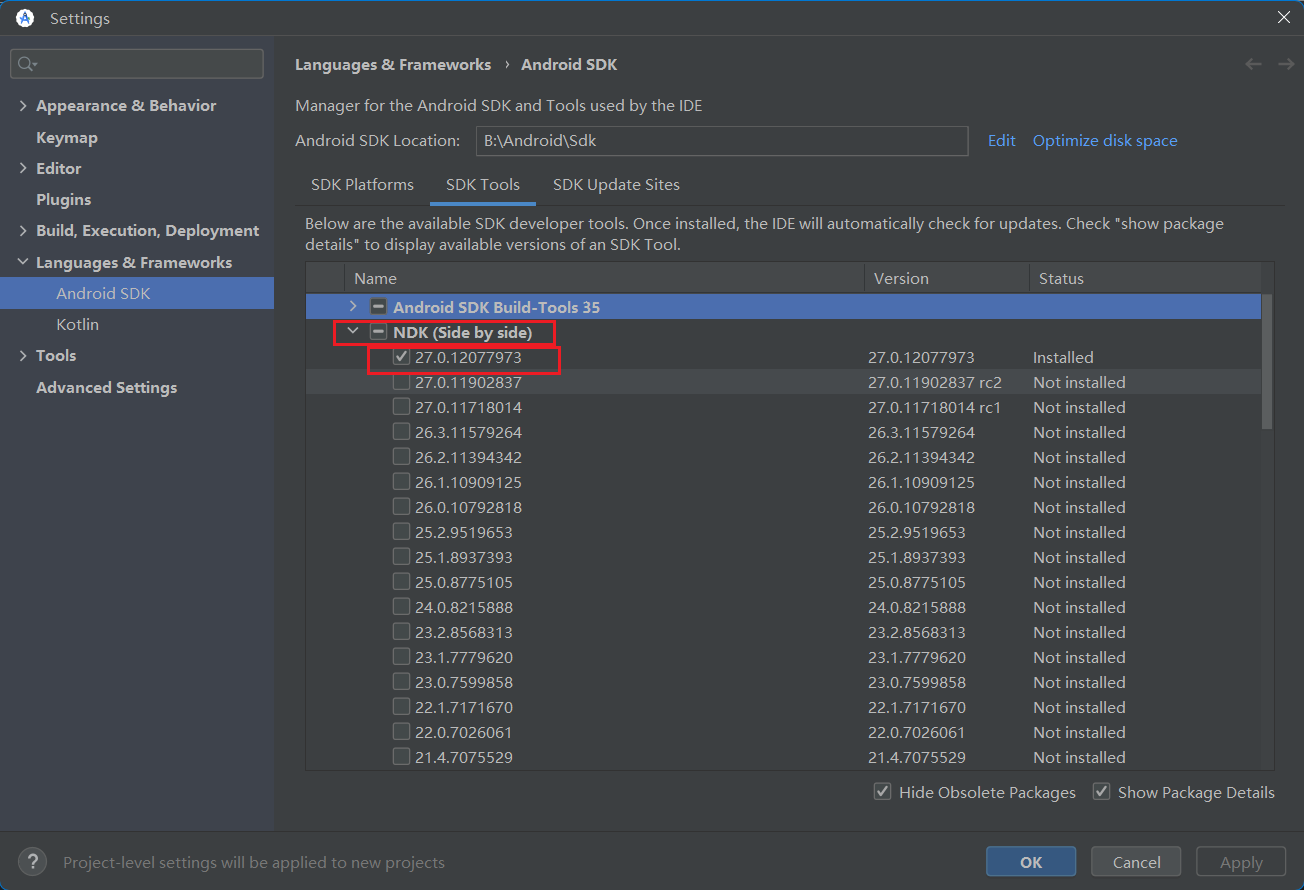 Settings
Languages & Frameworks › Android SDK
Appearance & Behavior
Keymap
Editor
Plugins
Build, Execution, Deployment
Languages & Frameworks
Android SDK
Kotlin
Tools
Advanced Settings
Manager for the Android SDK and Tools used by the IDE
Android SDK Location: B:\Android\Sdk Edit Optimize disk space
SDK Platforms SDK Tools SDK Update Sites
Below are the available SDK developer tools. Once installed, the IDE will automatically check for updates. Check "show package
details" to display available versions of an SDK Tool.
Name Version Status
Android SDK Build-Tools 35
NDK (Side by side)
27.0.12077973 27.0.12077973 Installed
27.0.11902837 27.0.11902837 rc2 Not installed
27.0.11718014 27.0.11718014 rc1 Not installed
26.3.11579264 26.3.11579264 Not installed
26.2.11394342 26.2.11394342 Not installed
26.1.10909125 26.1.10909125 Not installed
26.0.10792818 26.0.10792818 Not installed
25.2.9519653 25.2.9519653 Not installed
25.1.8937393 25.1.8937393 Not installed
25.0.8775105 25.0.8775105 Not installed
24.0.8215888 24.0.8215888 Not installed
23.2.8568313 23.2.8568313 Not installed
23.1.7779620 23.1.7779620 Not installed
23.0.7599858 23.0.7599858 Not installed
22.1.7171670 22.1.7171670 Not installed
22.0.7026061 22.0.7026061 Not installed
21.4.7075529 21.4.7075529 Not installed
Hide Obsolete Packages Show Package Details
? Project-level settings will be applied to new projects
OK Cancel Apply